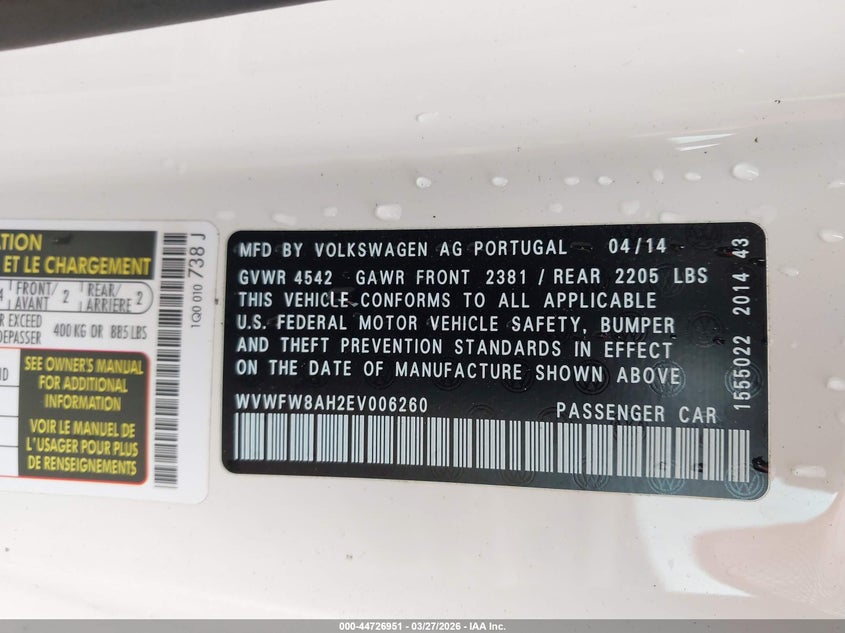 ATION
ET LE CHARGEMENT
FRONT/ AVANT 2 REAR/ ARRIÈRE 2
R EXCEED
DEPASSER 400 KG OR 885 LBS
SEE OWNER'S MANUAL
FOR ADDITIONAL
INFORMATION
VOIR LE MANUEL DE
L'USAGER POUR PLUS
DE RENSEIGNEMENTS
1Q0 010 738 J
MFD BY VOLKSWAGEN AG PORTUGAL 04/14
GVWR 4542 GAWR FRONT 2381 / REAR 2205 LBS
THIS VEHICLE CONFORMS TO ALL APPLICABLE
U.S. FEDERAL MOTOR VEHICLE SAFETY, BUMPER
AND THEFT PREVENTION STANDARDS IN EFFECT
ON THE DATE OF MANUFACTURE SHOWN ABOVE
WVWFW8AH2EV006260 PASSENGER CAR
1555022 2014 43
000-44726951 | 03/27/2026 | IAA Inc.